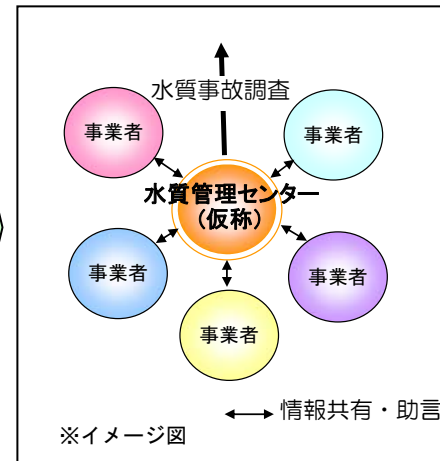 水質事故調査
事業者
事業者
水質管理センター
（仮称）
事業者
事業者
事業者
情報共有・助言
※イメージ図